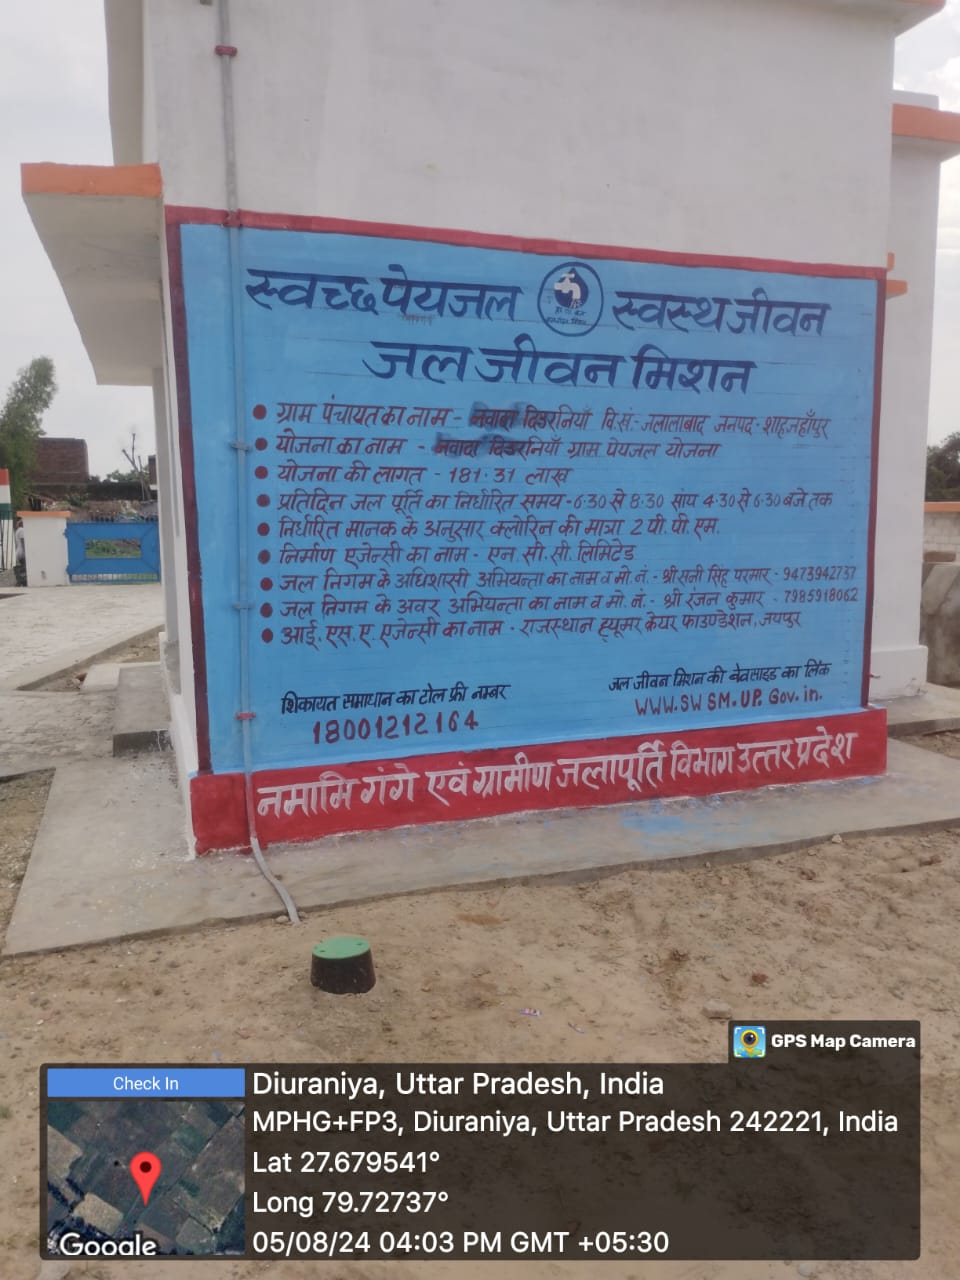 स्वच्छ पेयजल स्वस्थ जीवन
जल जीवन मिशन
ग्राम पंचायत का नाम - नवादा दिउरनियाँ वि.खं.- जलालाबाद जनपद - शाहजहाँपुर
योजना का नाम - नवादा दिउरनियाँ ग्राम पेयजल योजना
योजना की लागत - 181.31 लाख
प्रतिदिन जल पूर्ति का निर्धारित समय - 6.30 से 8.30 सांय 4.30 से 6.30 बजे तक
निर्धारित मानक के अनुसार क्लोरिन की मात्रा 2 पी. पी. एम.
निर्माण एजेन्सी का नाम - एन. सी. सी. लिमिटेड
जल निगम के अधिशासी अभियन्ता का नाम व मो. नं. - श्री सनी सिंह परमार - 9473942737
जल निगम के अवर अभियन्ता का नाम व मो. नं. - श्री रंजन कुमार - 7985918062
आई. एस. ए. एजेन्सी का नाम - राजस्थान ह्यूमर केयर फाउण्डेशन, जयपुर
शिकायत समाधान का टोल फ्री नम्बर
18001212164
जल जीवन मिशन की वेवसाइड का लिंक
WWW.SWSM.UP.Gov.in.
नमामि गंगे एवं ग्रामीण जलापूर्ति विभाग उत्तर प्रदेश
GPS Map Camera
Check In
Diuraniya, Uttar Pradesh, India
MPHG+FP3, Diuraniya, Uttar Pradesh 242221, India
Lat 27.679541°
Long 79.72737°
05/08/24 04:03 PM GMT +05:30
Google